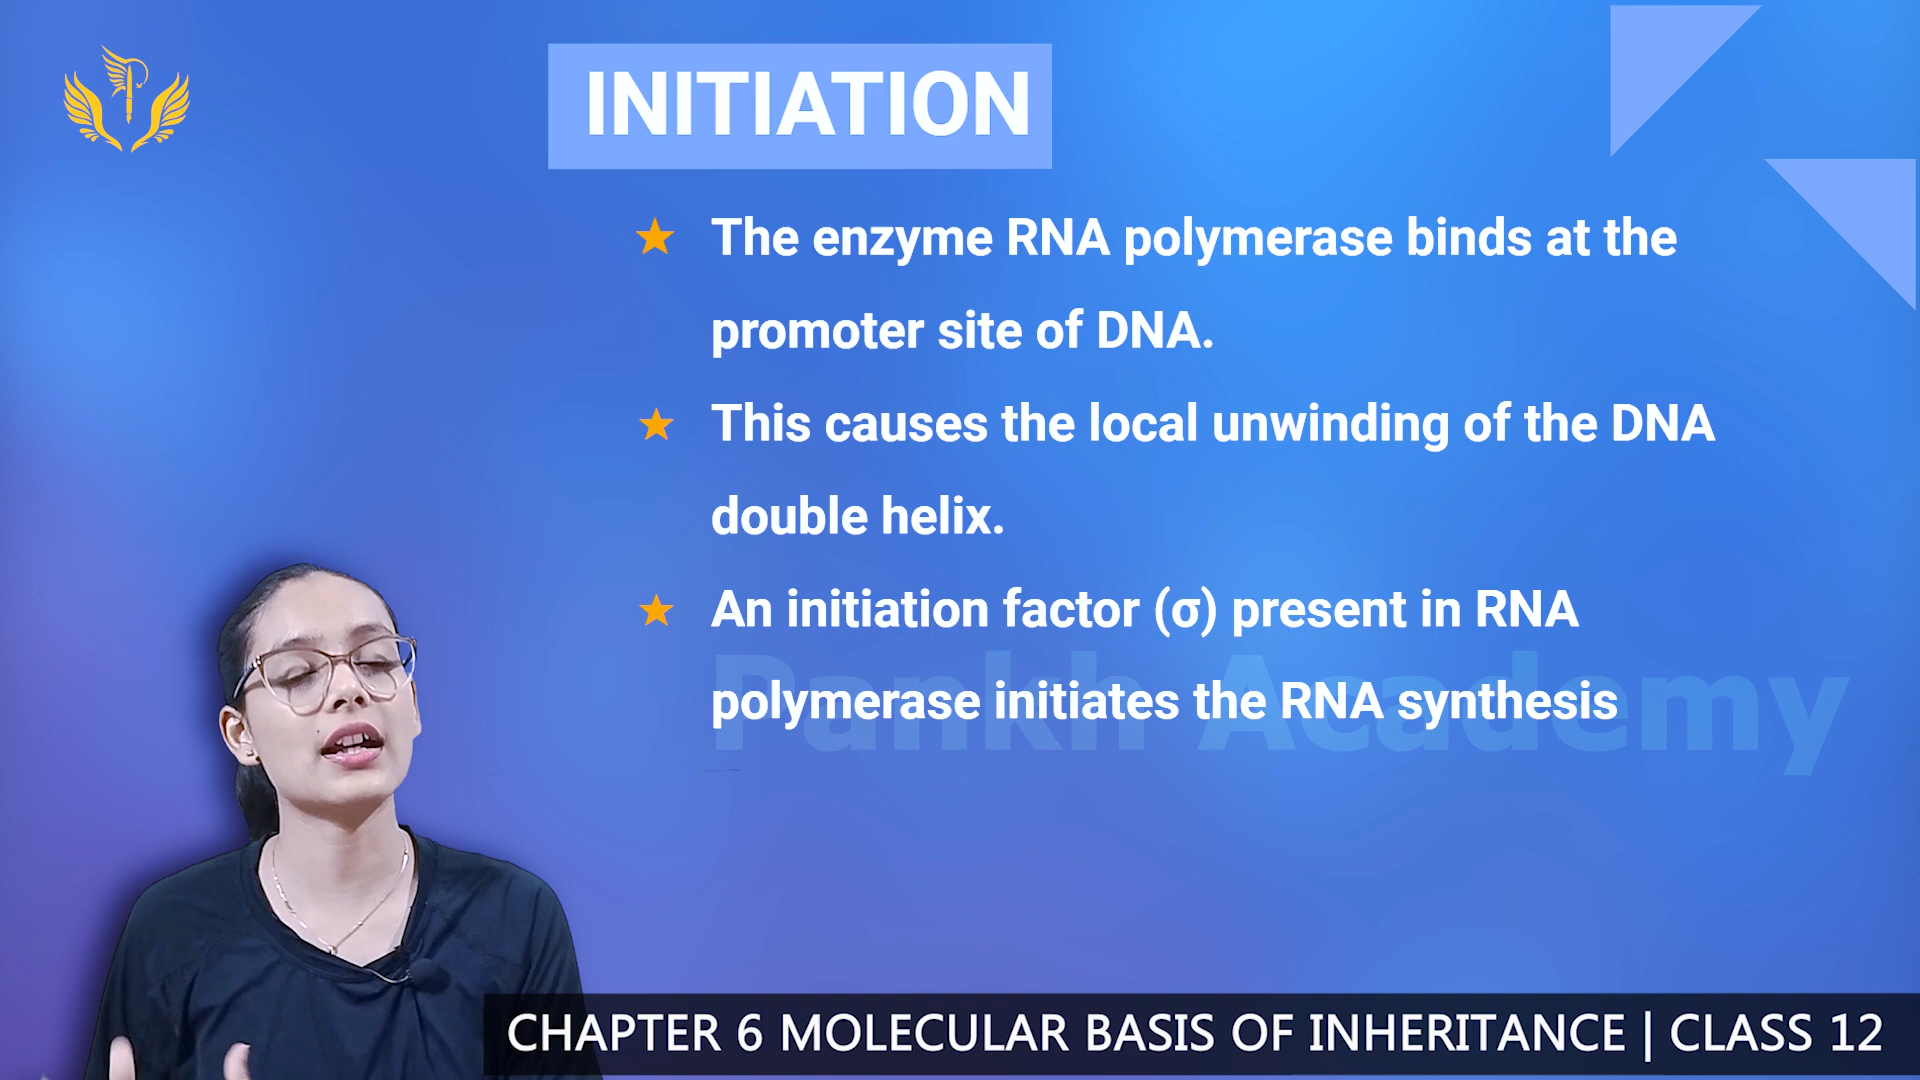 INITIATION
The enzyme RNA polymerase binds at the
promoter site of DNA.
This causes the local unwinding of the DNA
double helix.
An initiation factor (σ) present in RNA
polymerase initiates the RNA synthesis
Pankh Academy
CHAPTER 6 MOLECULAR BASIS OF INHERITANCE | CLASS 12